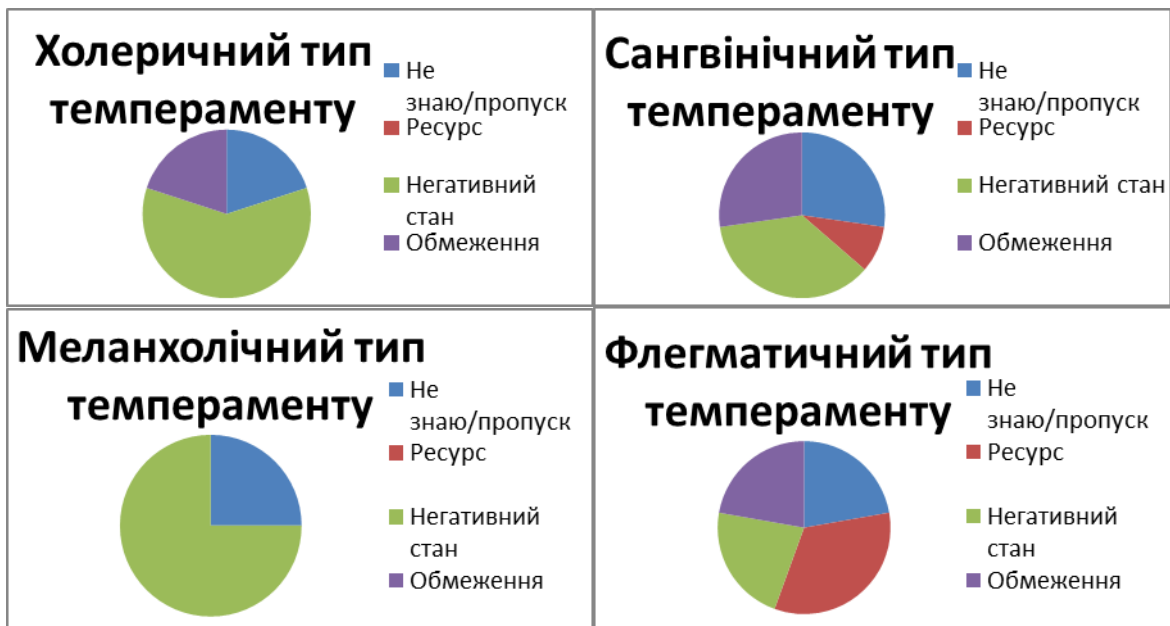 Холеричний тип
темпераменту
Не
знаю/пропуск
Ресурс
Негативний
стан
Обмеження
Сангвінічний тип
темпераменту
Не
знаю/пропуск
Ресурс
Негативний стан
Обмеження
Меланхолічний тип
темпераменту
Не
знаю/пропуск
Ресурс
Негативний
стан
Обмеження
Флегматичний тип
темпераменту
Не
знаю/пропуск
Ресурс
Негативний
стан
Обмеження